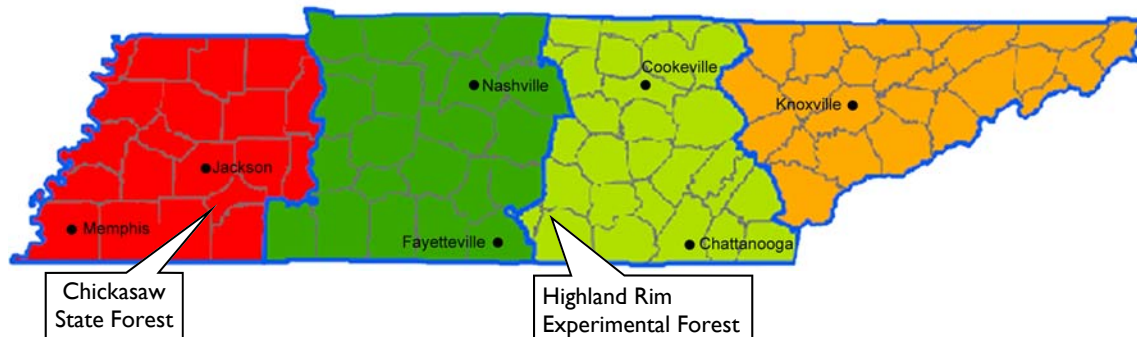 Nashville
Cookeville
Knoxville
Jackson
Memphis
Fayetteville
Chattanooga
Chickasaw
State Forest
Highland Rim
Experimental Forest